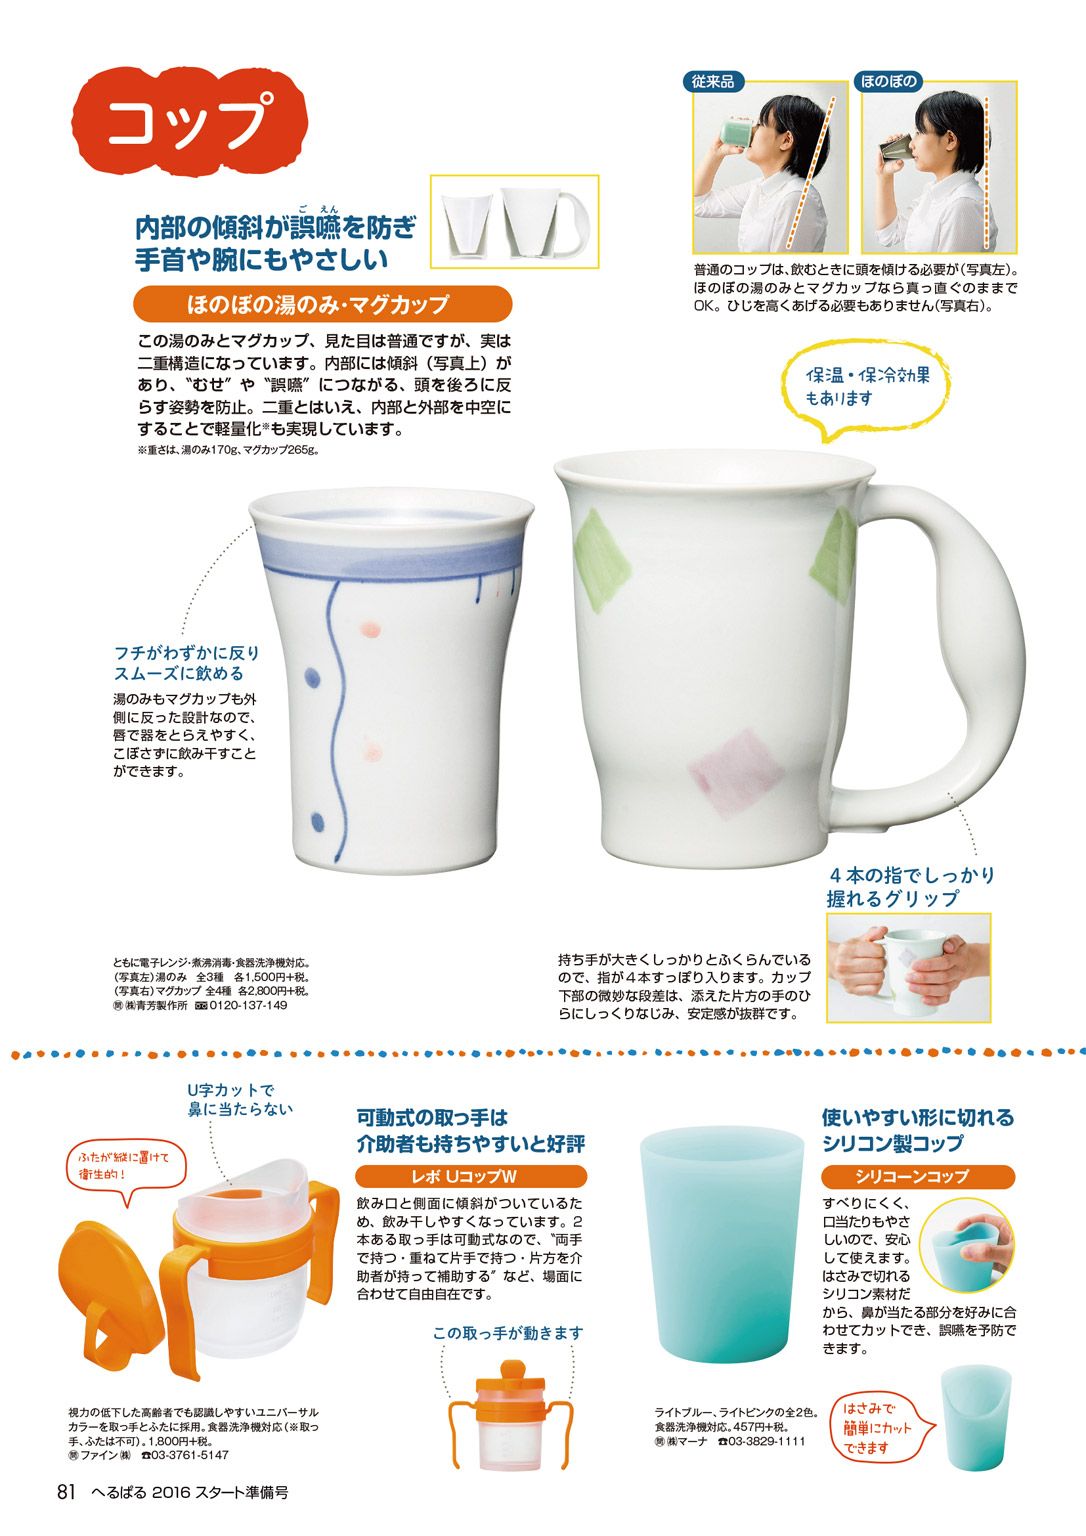 コップ
従来品
ほのぼの
普通のコップは、飲むときに頭を傾ける必要が(写真左)。
ほのぼの湯のみとマグカップなら真っ直ぐのままで
OK。ひじを高くあげる必要もありません(写真右)。
ご えん
内部の傾斜が誤嚥を防ぎ
手首や腕にもやさしい
ほのぼの湯のみ・マグカップ
この湯のみとマグカップ、見た目は普通ですが、実は
二重構造になっています。内部には傾斜（写真上）が
あり、〝むせ〟や〝誤嚥〟につながる、頭を後ろに反
らす姿勢を防止。二重とはいえ、内部と外部を中空に
することで軽量化※も実現しています。
※重さは、湯のみ170g、マグカップ265g。
保温・保冷効果
もあります
フチがわずかに反り
スムーズに飲める
湯のみもマグカップも外
側に反った設計なので、
唇で器をとらえやすく、
こぼさずに飲み干すこと
ができます。
4本の指でしっかり
握れるグリップ
持ち手が大きくしっかりとふくらんでいる
ので、指が4本すっぽり入ります。カップ
下部の微妙な段差は、添えた片方の手のひ
らにしっくりなじみ、安定感が抜群です。
ともに電子レンジ・煮沸消毒・食器洗浄機対応。
(写真左)湯のみ 全3種 各1,500円+税。
(写真右)マグカップ 全4種 各2,800円+税。
問 ㈱青芳製作所 0120-137-149
U字カットで
鼻に当たらない
ふたが縦に置けて
衛生的！
可動式の取っ手は
介助者も持ちやすいと好評
レボ UコップW
飲み口と側面に傾斜がついているた
め、飲み干しやすくなっています。2
本ある取っ手は可動式なので、〝両手
で持つ・重ねて片手で持つ・片方を介
助者が持って補助する〟など、場面に
合わせて自由自在です。
この取っ手が動きます
視力の低下した高齢者でも認識しやすいユニバーサル
カラーを取っ手とふたに採用。食器洗浄機対応(※取っ
手、ふたは不可)。1,800円+税。
問 ファイン㈱ ☎03-3761-5147
使いやすい形に切れる
シリコン製コップ
シリコーンコップ
すべりにくく、
口当たりもやさ
しいので、安心
して使えます。
はさみで切れる
シリコン素材だ
から、鼻が当たる部分を好みに合
わせてカットでき、誤嚥を予防で
きます。
はさみで
簡単にカット
できます
ライトブルー、ライトピンクの全2色。
食器洗浄機対応。457円+税。
問 ㈱マーナ ☎03-3829-1111
81 へるぱる 2016 スタート準備号